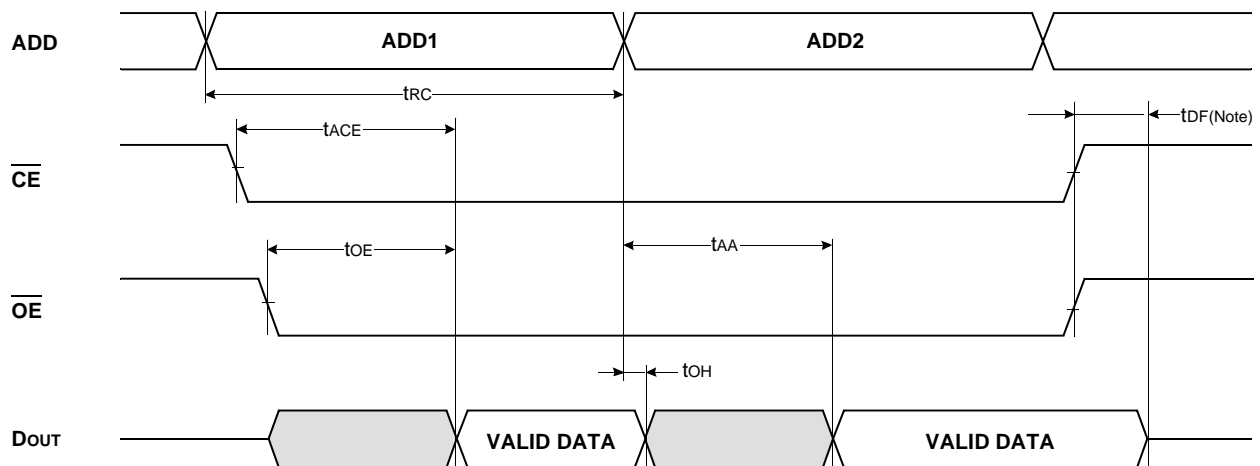 ADD
ADD1
ADD2
tRC
tACE
tDF(Note)
CE
tOE
tAA
OE
tOH
DOUT
VALID DATA
VALID DATA